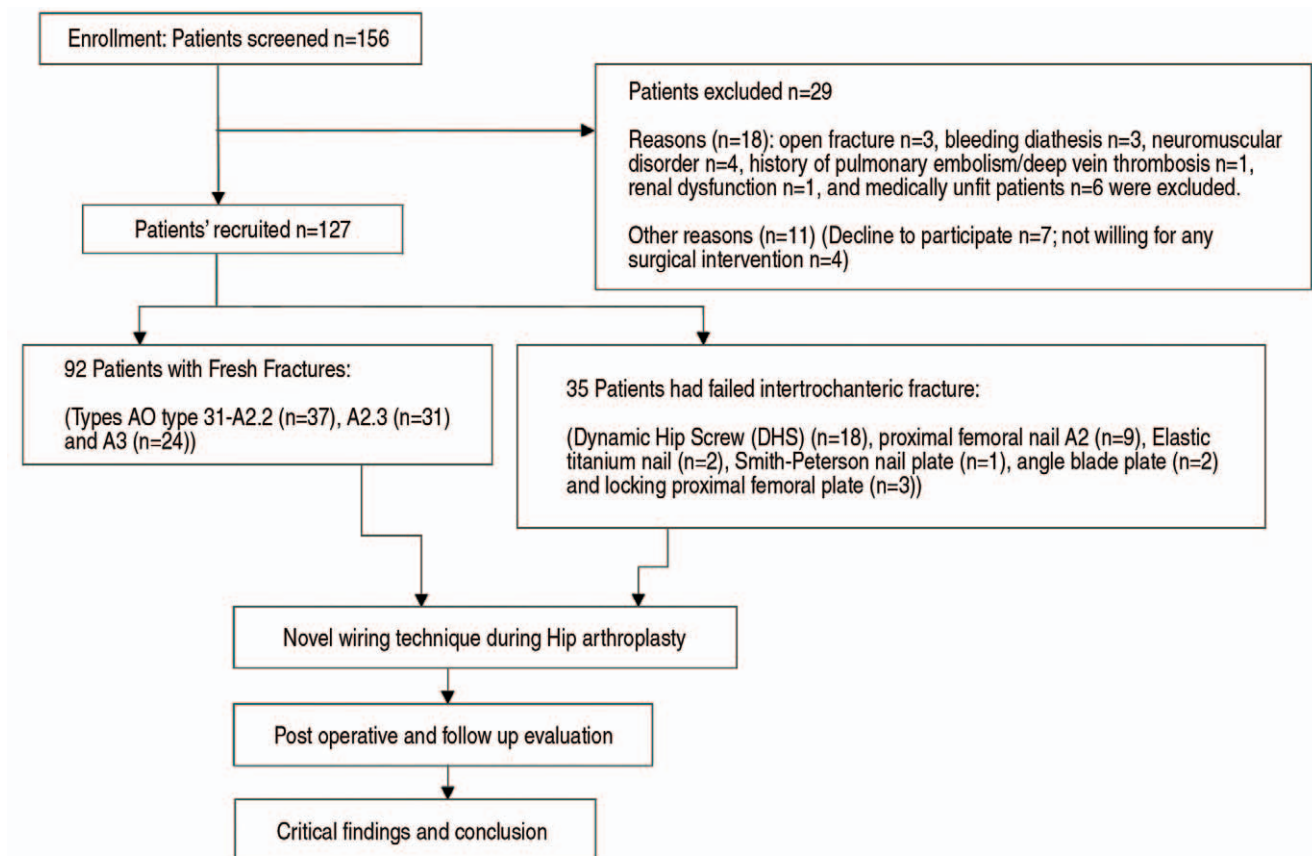 Enrollment: Patients screened n=156
Patients excluded n=29
Reasons (n=18): open fracture n=3, bleeding diathesis n=3, neuromuscular
disorder n=4, history of pulmonary embolism/deep vein thrombosis n=1,
renal dysfunction n=1, and medically unfit patients n=6 were excluded.
Other reasons (n=11) (Decline to participate n=7; not willing for any
surgical intervention n=4)
Patients' recruited n=127
92 Patients with Fresh Fractures:
(Types AO type 31-A2.2 (n=37), A2.3 (n=31)
and A3 (n=24))
35 Patients had failed intertrochanteric fracture:
(Dynamic Hip Screw (DHS) (n=18), proximal femoral nail A2 (n=9), Elastic
titanium nail (n=2), Smith-Peterson nail plate (n=1), angle blade plate (n=2)
and locking proximal femoral plate (n=3))
Novel wiring technique during Hip arthroplasty
Post operative and follow up evaluation
Critical findings and conclusion